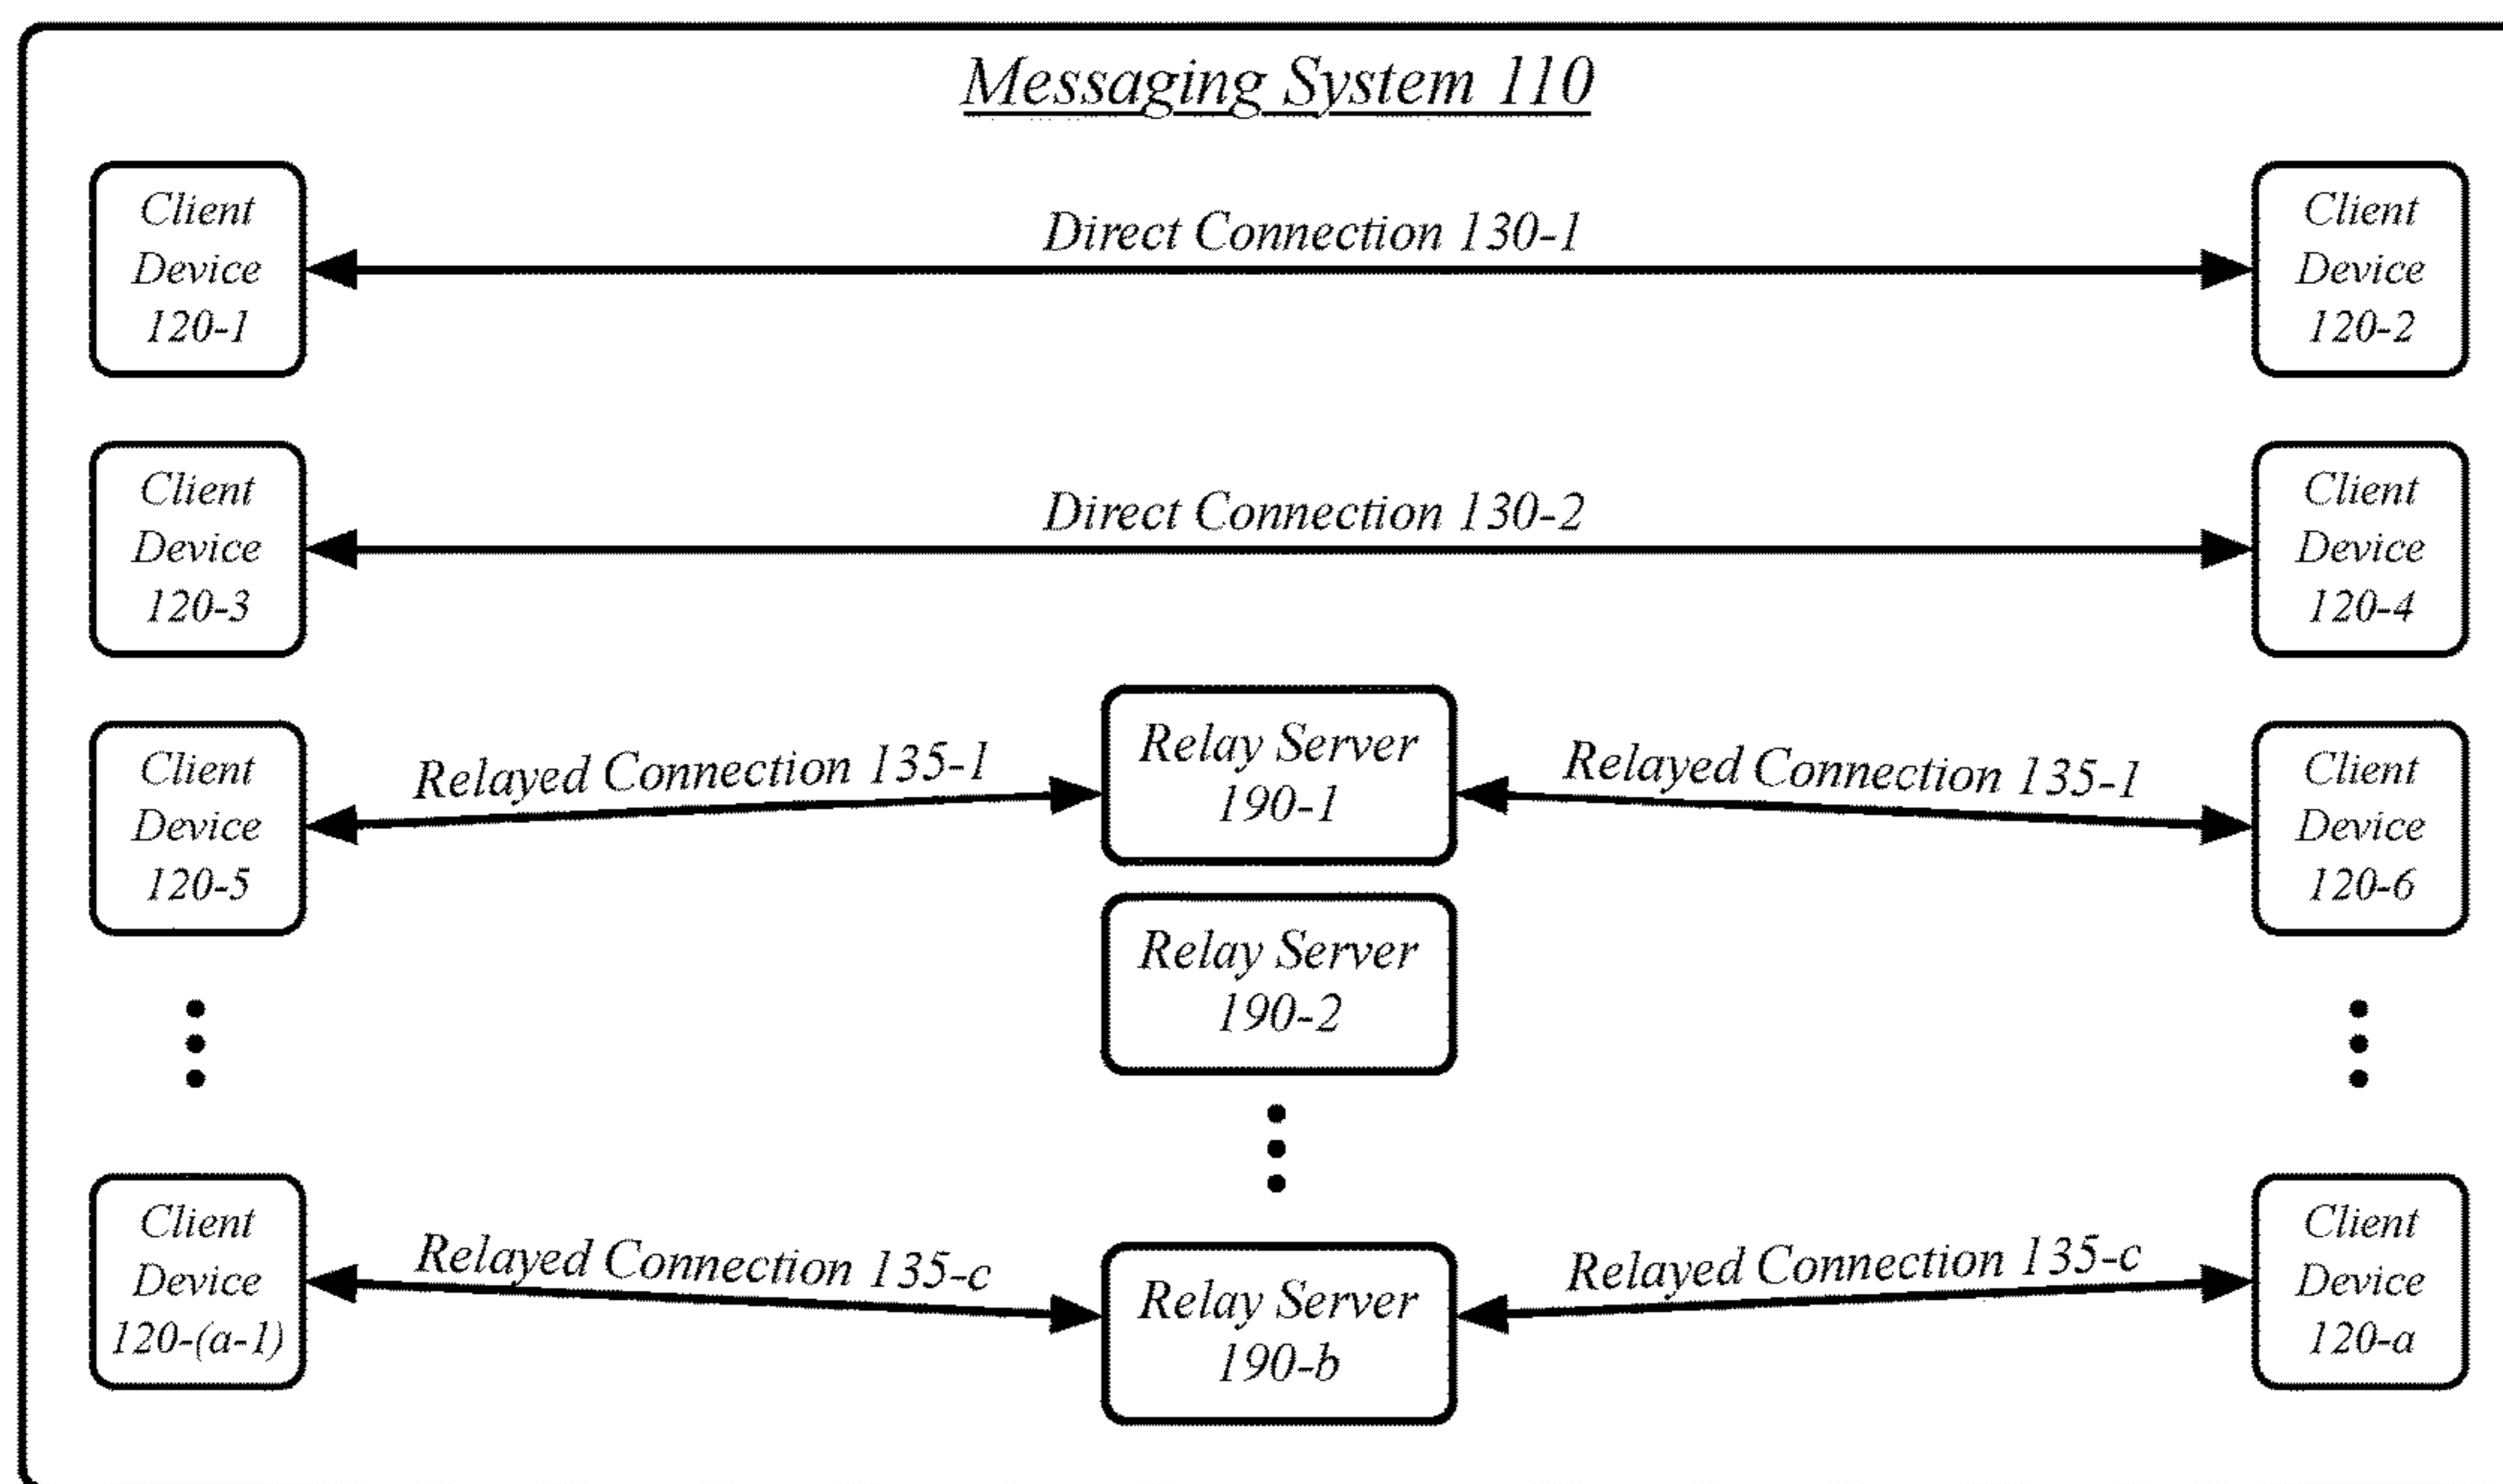 Messaging System 110
Client
Device
120-1
Direct Connection 130-1
Client
Device
120-2
Client
Device
120-3
Direct Connection 130-2
Client
Device
120-4
Client
Device
120-5
Relayed Connection 135-1
Relay Server
190-1
Relayed Connection 135-1
Client
Device
120-6
Relay Server
190-2
Client
Device
120-(a-1)
Relayed Connection 135-c
Relay Server
190-b
Relayed Connection 135-c
Client
Device
120-a